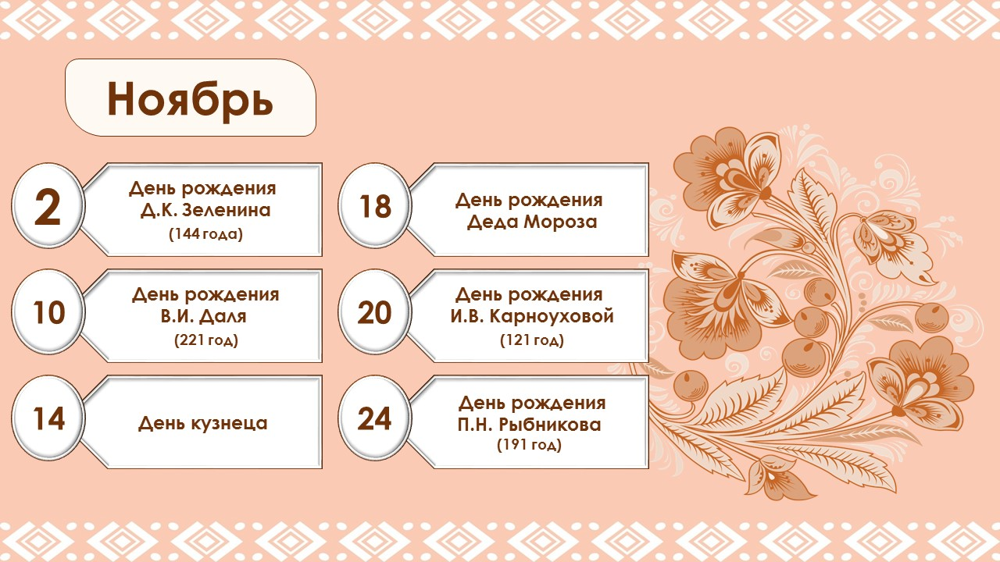 Ноябрь
2
День рождения
Д.К. Зеленина
(144 года)
10
День рождения
В.И. Даля
(221 год)
14
День кузнеца
18
День рождения
Деда Мороза
20
День рождения
И.В. Карноуховой
(121 год)
24
День рождения
П.Н. Рыбникова
(191 год)